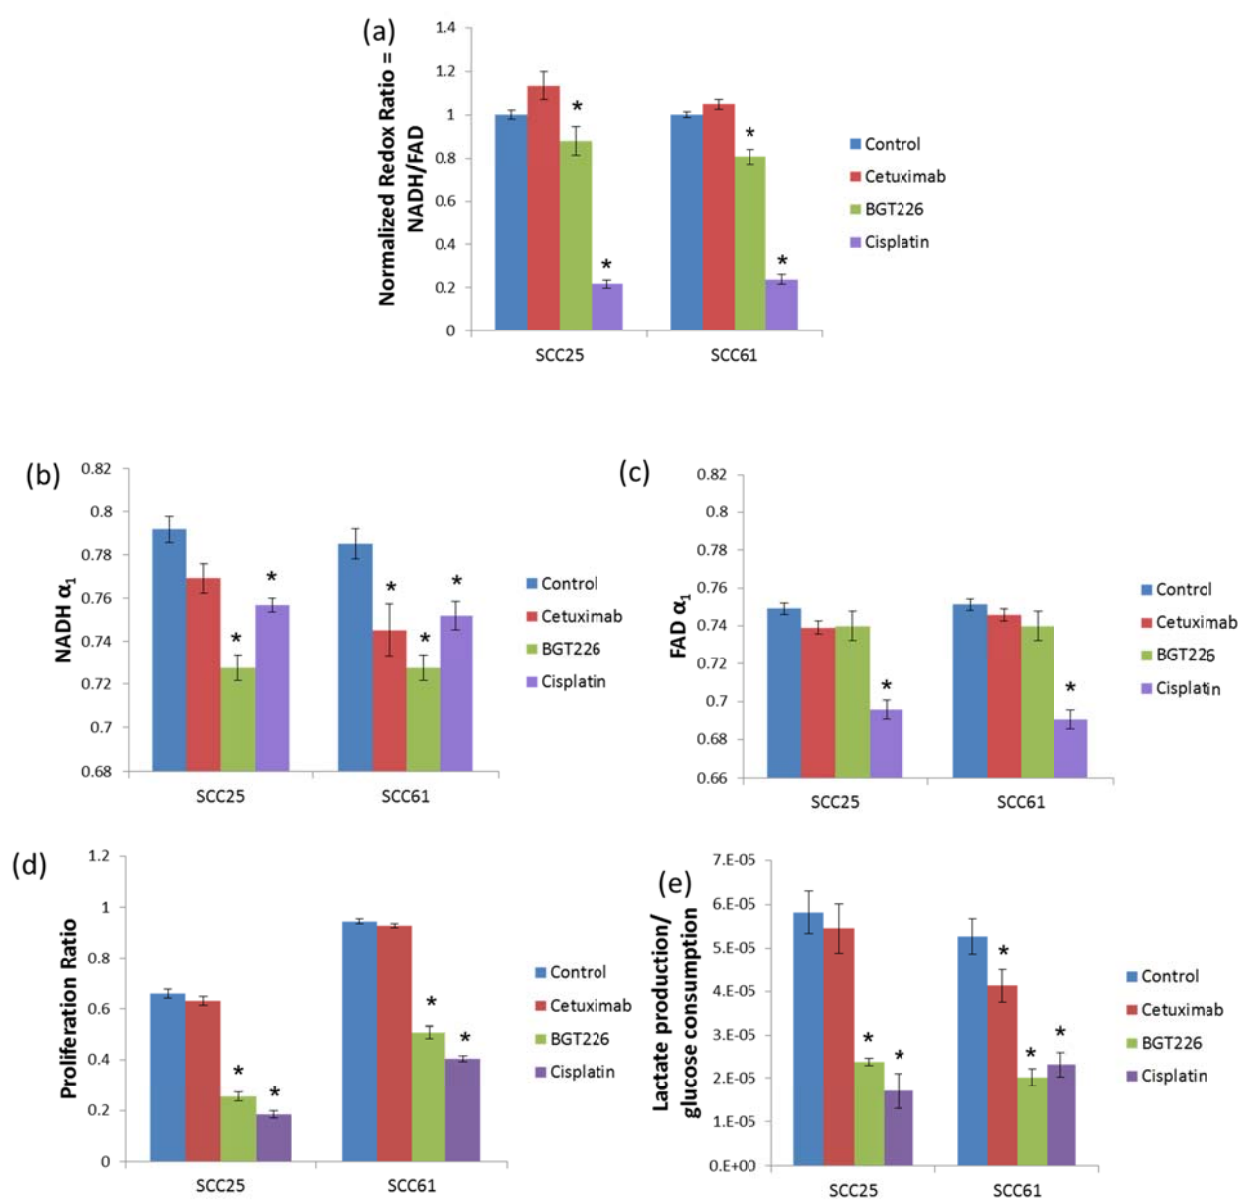 (a)
Normalized Redox Ratio =
NADH/FAD
1.4
1.2
1
0.8
0.6
0.4
0.2
0
*
*
*
*
SCC25
SCC61
Control
Cetuximab
BGT226
Cisplatin
(b)
NADH α1
0.82
0.8
0.78
0.76
0.74
0.72
0.7
0.68
*
*
*
*
*
SCC25
SCC61
Control
Cetuximab
BGT226
Cisplatin
(c)
FAD α1
0.82
0.8
0.78
0.76
0.74
0.72
0.7
0.68
0.66
*
*
SCC25
SCC61
Control
Cetuximab
BGT226
Cisplatin
(d)
Proliferation Ratio
1.2
1
0.8
0.6
0.4
0.2
0
*
*
*
*
SCC25
SCC61
Control
Cetuximab
BGT226
Cisplatin
(e)
Lactate production/
glucose consumption
7.E-05
6.E-05
5.E-05
4.E-05
3.E-05
2.E-05
1.E-05
0.E+00
*
*
*
*
*
SCC25
SCC61
Control
Cetuximab
BGT226
Cisplatin